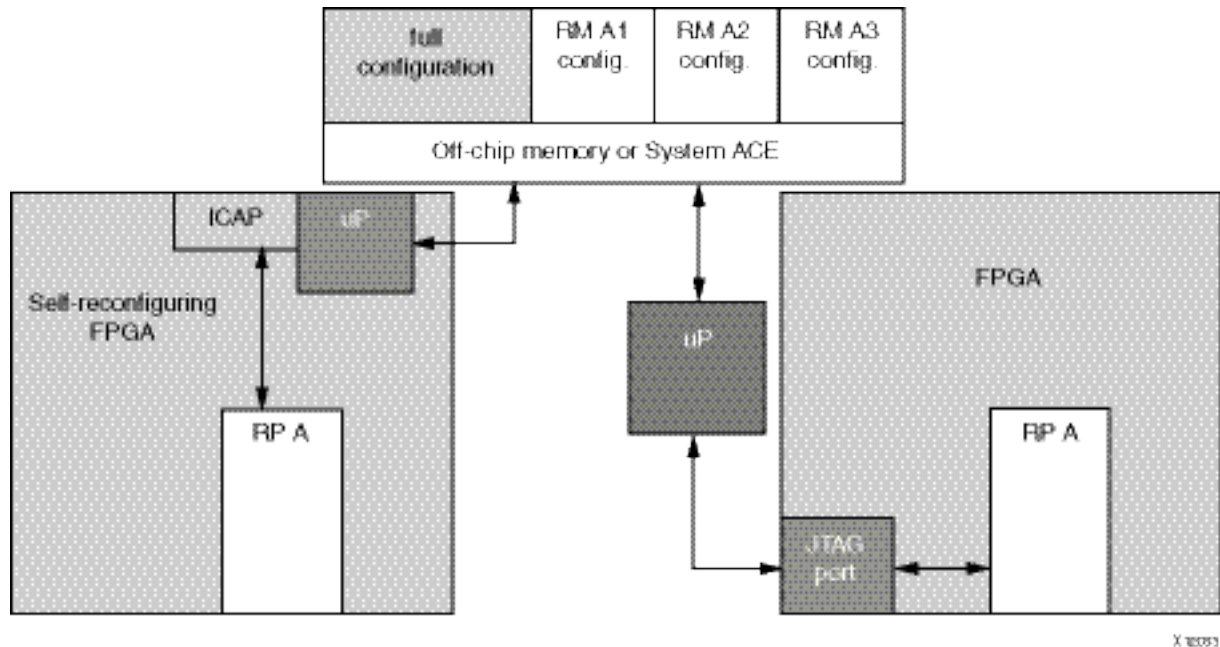 full
configuration
RM A1
config.
RM A2
config.
RM A3
config.
Off-chip memory or System ACE
ICAP
uP
Self-reconfiguring
FPGA
RP A
uP
FPGA
RP A
JTAG
port